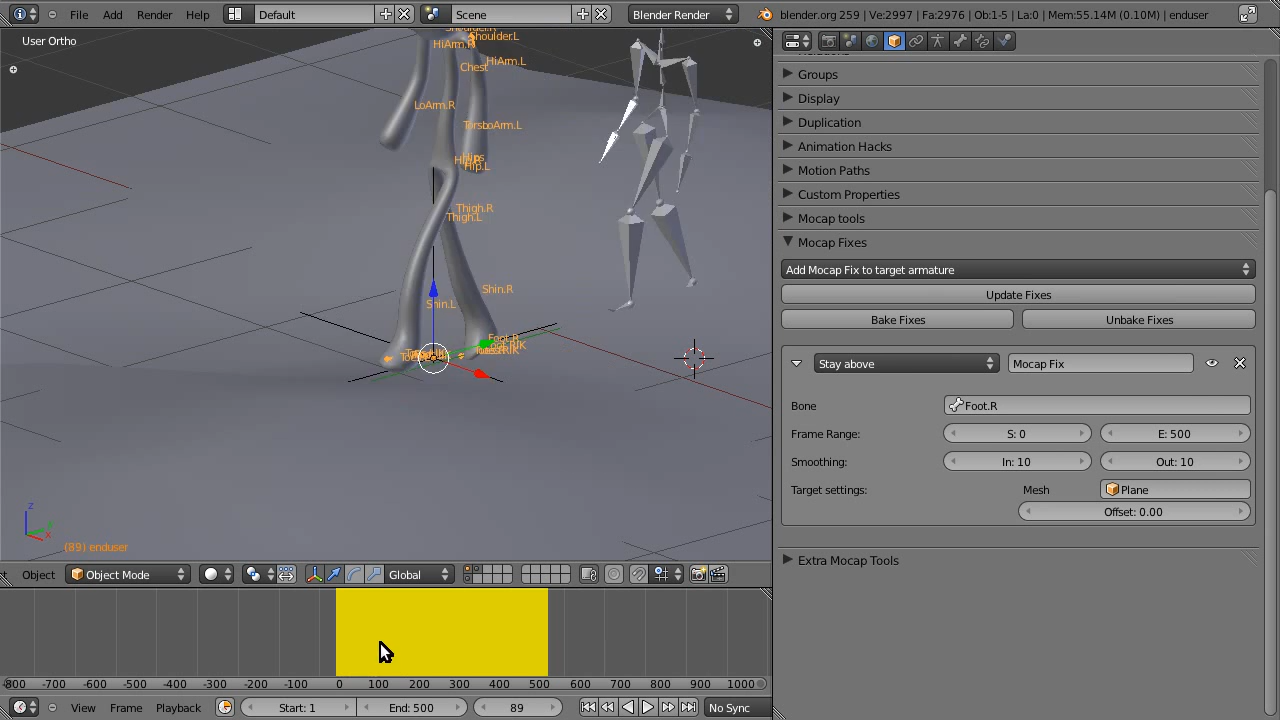 File Add Render Help Default Scene Blender Render blender.org 259 | Ve:2997 | Fa:2976 | Ob:1-5 | La:0 | Mem:55.14M (0.10M) | enduser
User Ortho
Shoulder.L
HiArm.R
HiArm.L
Chest
LoArm.R
LoArm.L
Hips
Hip.L
Thigh.R
Thigh.L
Shin.R
Shin.L
Foot.R
z
x
(89) enduser
Object Object Mode Global
-800 -700 -600 -500 -400 -300 -200 -100 0 100 200 300 400 500 600 700 800 900 1000
View Frame Playback Start: 1 End: 500 89 No Sync
Groups
Display
Duplication
Animation Hacks
Motion Paths
Custom Properties
Mocap tools
Mocap Fixes
Add Mocap Fix to target armature
Update Fixes
Bake Fixes Unbake Fixes
Stay above Mocap Fix
Bone Foot.R
Frame Range: S: 0 E: 500
Smoothing: In: 10 Out: 10
Target settings: Mesh Plane
Offset: 0.00
Extra Mocap Tools